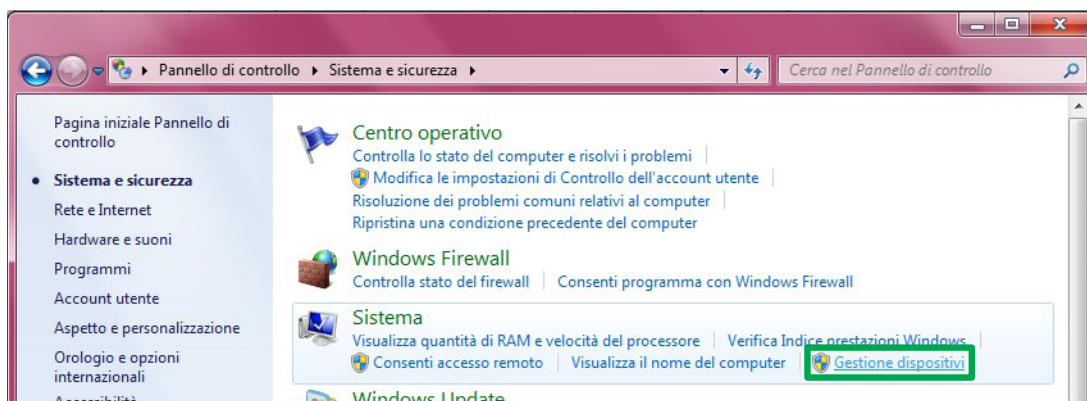 Pannello di controllo Sistema e sicurezza
Cerca nel Pannello di controllo
Pagina iniziale Pannello di
controllo
Sistema e sicurezza
Rete e Internet
Hardware e suoni
Programmi
Account utente
Aspetto e personalizzazione
Orologio e opzioni
internazionali
Accessibilità
Centro operativo
Controlla lo stato del computer e risolvi i problemi
Modifica le impostazioni di Controllo dell'account utente
Risoluzione dei problemi comuni relativi al computer
Ripristina una condizione precedente del computer
Windows Firewall
Controlla stato del firewall Consenti programma con Windows Firewall
Sistema
Visualizza quantità di RAM e velocità del processore Verifica Indice prestazioni Windows
Consenti accesso remoto Visualizza il nome del computer Gestione dispositivi
Windows Update